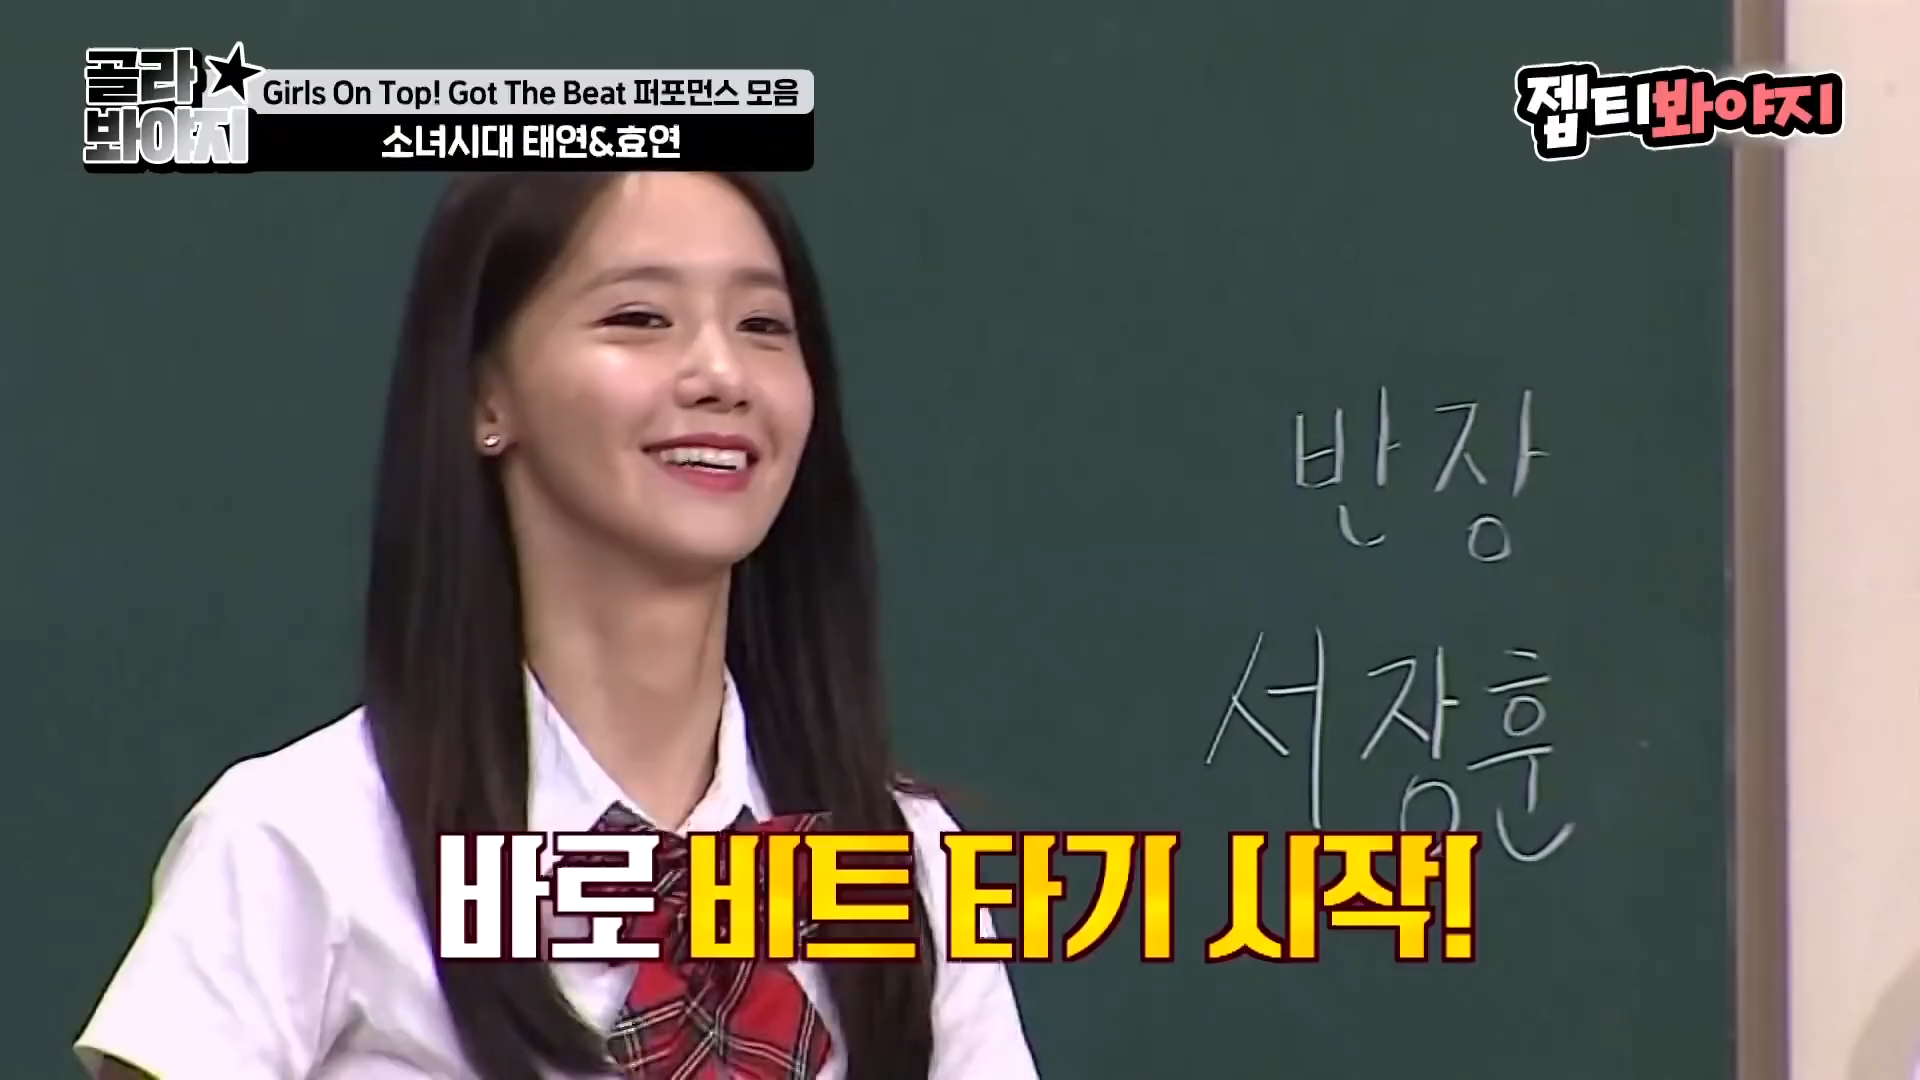 골라★
봐야지
Girls On Top! Got The Beat 퍼포먼스 모음
소녀시대 태연&효연
젭티봐야지
반장
서장훈
바로 비트 타기 시작!